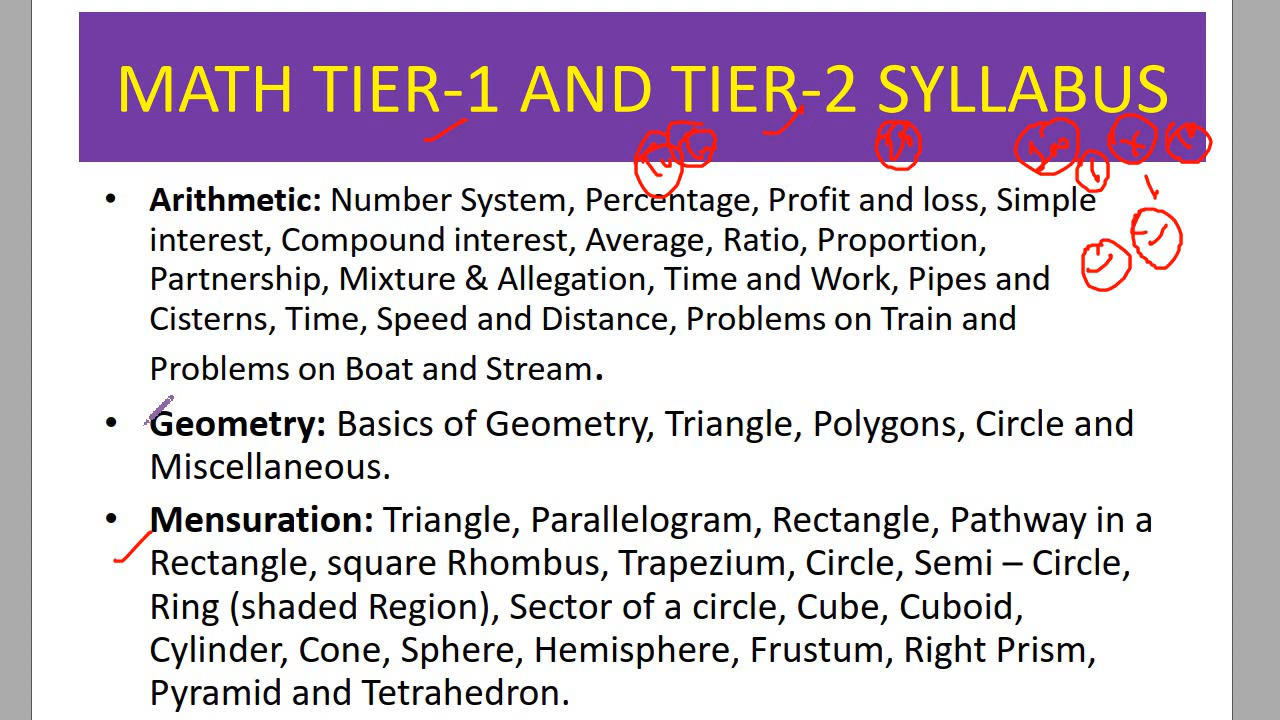 MATH TIER-1 AND TIER-2 SYLLABUS
• Arithmetic: Number System, Percentage, Profit and loss, Simple
interest, Compound interest, Average, Ratio, Proportion,
Partnership, Mixture & Allegation, Time and Work, Pipes and
Cisterns, Time, Speed and Distance, Problems on Train and
Problems on Boat and Stream.
• Geometry: Basics of Geometry, Triangle, Polygons, Circle and
Miscellaneous.
• Mensuration: Triangle, Parallelogram, Rectangle, Pathway in a
Rectangle, square Rhombus, Trapezium, Circle, Semi – Circle,
Ring (shaded Region), Sector of a circle, Cube, Cuboid,
Cylinder, Cone, Sphere, Hemisphere, Frustum, Right Prism,
Pyramid and Tetrahedron.